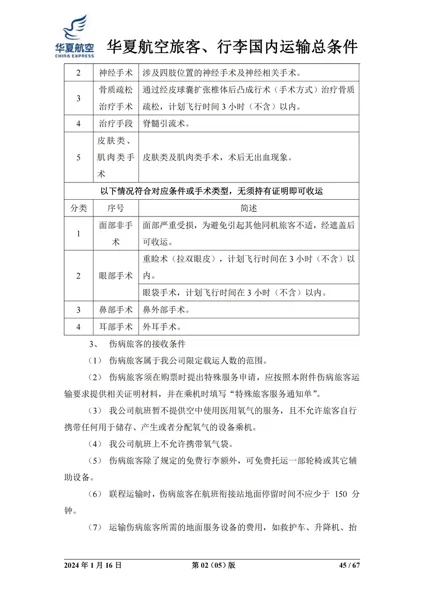 华夏航空
CHINA EXPRESS
华夏航空旅客、行李国内运输总条件
2 神经手术 涉及四肢位置的神经手术及神经相关手术。
骨质疏松 通过经皮球囊扩张椎体后凸成行术（手术方式）治疗骨质
3
治疗手术 疏松，计划飞行时间 3 小时（不含）以内。
4 治疗手段 脊髓引流术。
皮肤类、
5 肌肉类手 皮肤类及肌肉类手术，术后无出血现象。
术
以下情况符合对应条件或手术类型，无须持有证明即可收运
分类 序号 简述
面部非手 面部严重受损，为避免引起其他同机旅客不适，经遮盖后
1
术 可收运。
重睑术（拉双眼皮），计划飞行时间在 3 小时（不含）以
2 眼部手术 内。
眼袋手术，计划飞行时间在 3 小时（不含）以内。
3 鼻部手术 鼻外部手术。
4 耳部手术 外耳手术。
3、 伤病旅客的接收条件
（1） 伤病旅客属于我公司限定载运人数的范围。
（2） 伤病旅客须在购票时提出特殊服务申请，应按照本附件伤病旅客运
输要求提供相关证明材料，并在乘机时填写“特殊旅客服务通知单”。
（3） 我公司航班暂不提供空中使用医用氧气的服务，且不允许旅客自行
携带任何用于储存、产生或者分配氧气的设备乘机。
（4） 我公司航班上不允许携带氧气袋。
（5） 伤病旅客除了规定的免费行李额外，可免费托运一部轮椅或其它辅
助设备。
（6） 联程运输时，伤病旅客在航班衔接站地面停留时间不应少于 150 分
钟。
（7） 运输伤病旅客所需的地面服务设备的费用，如救护车、升降机、抬
2024 年 1 月 16 日 第 02（05）版 45 / 67